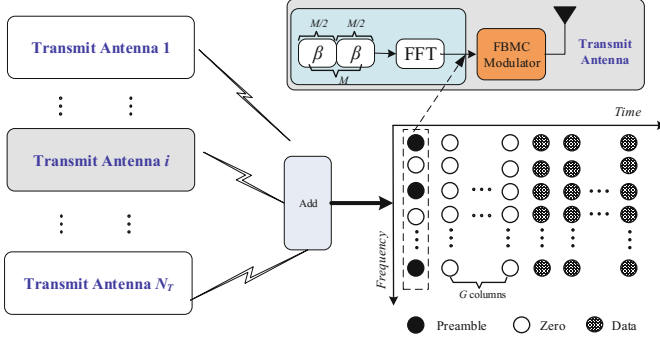 Transmit Antenna 1
Transmit Antenna i
Transmit Antenna N_T
Add
M/2 M/2
β β
M
FFT
FBMC
Modulator
Transmit
Antenna
Time
Frequency
G columns
Preamble Zero Data